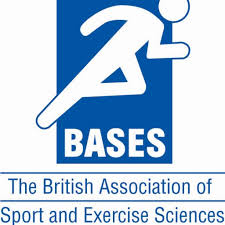 BASES
The British Association of
Sport and Exercise Sciences